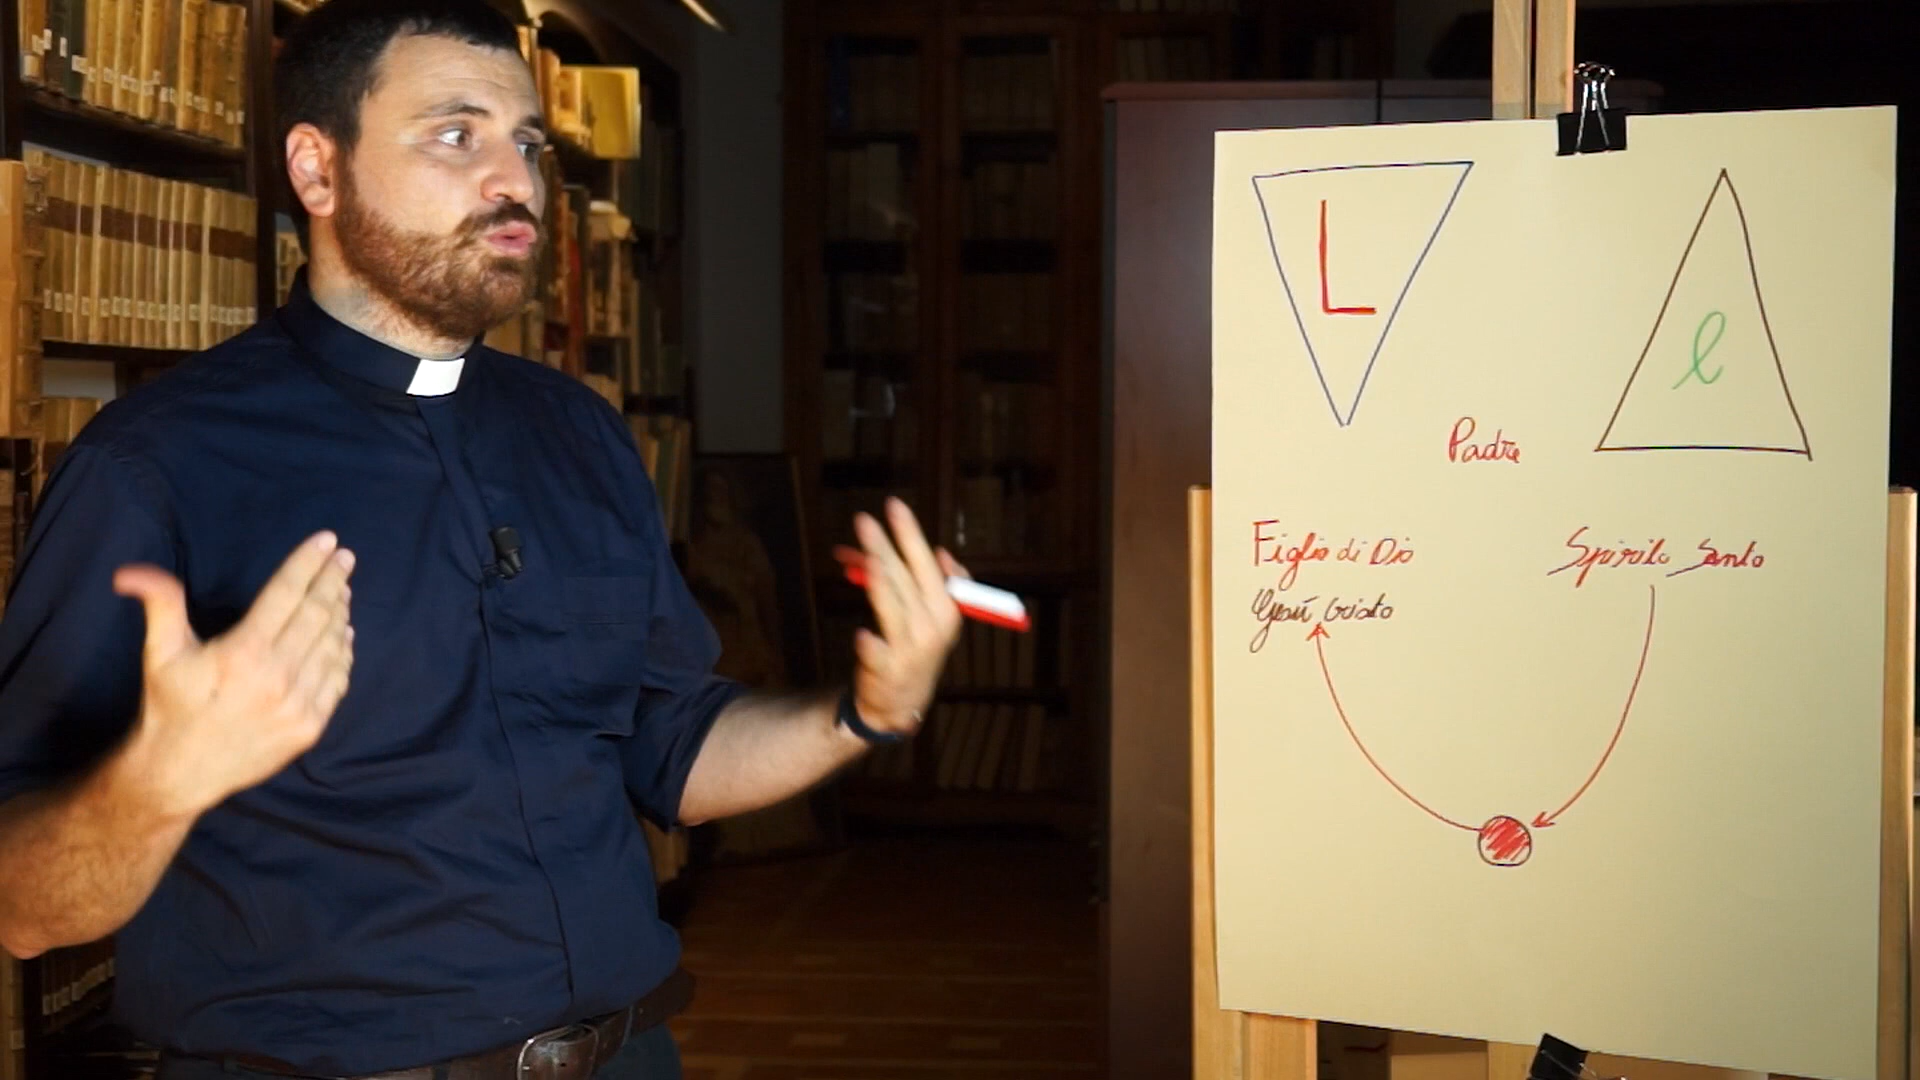 L
l
Padre
Figlio di Dio
Spirito Santo
Gesù Cristo